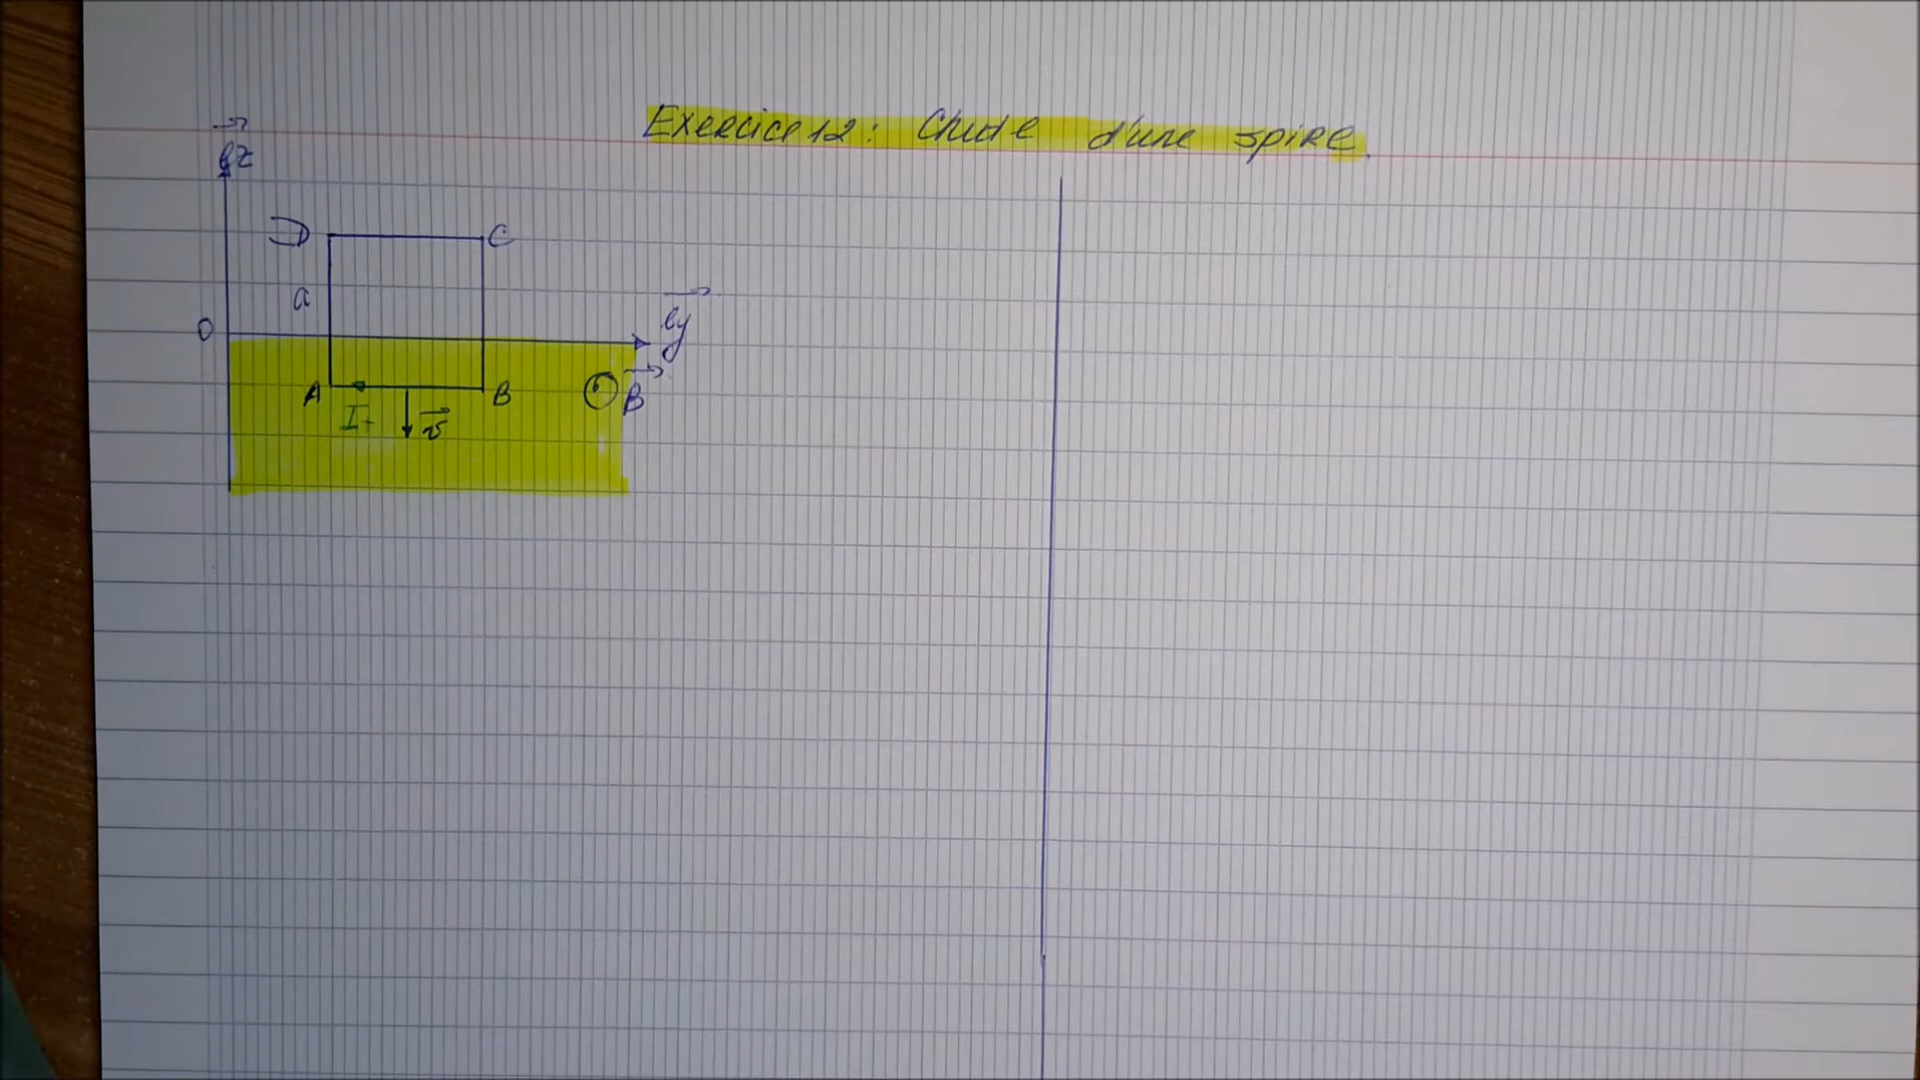 Exercice 12: Chute d'une spire.
ez
D C
a
O ey
A B B
I v